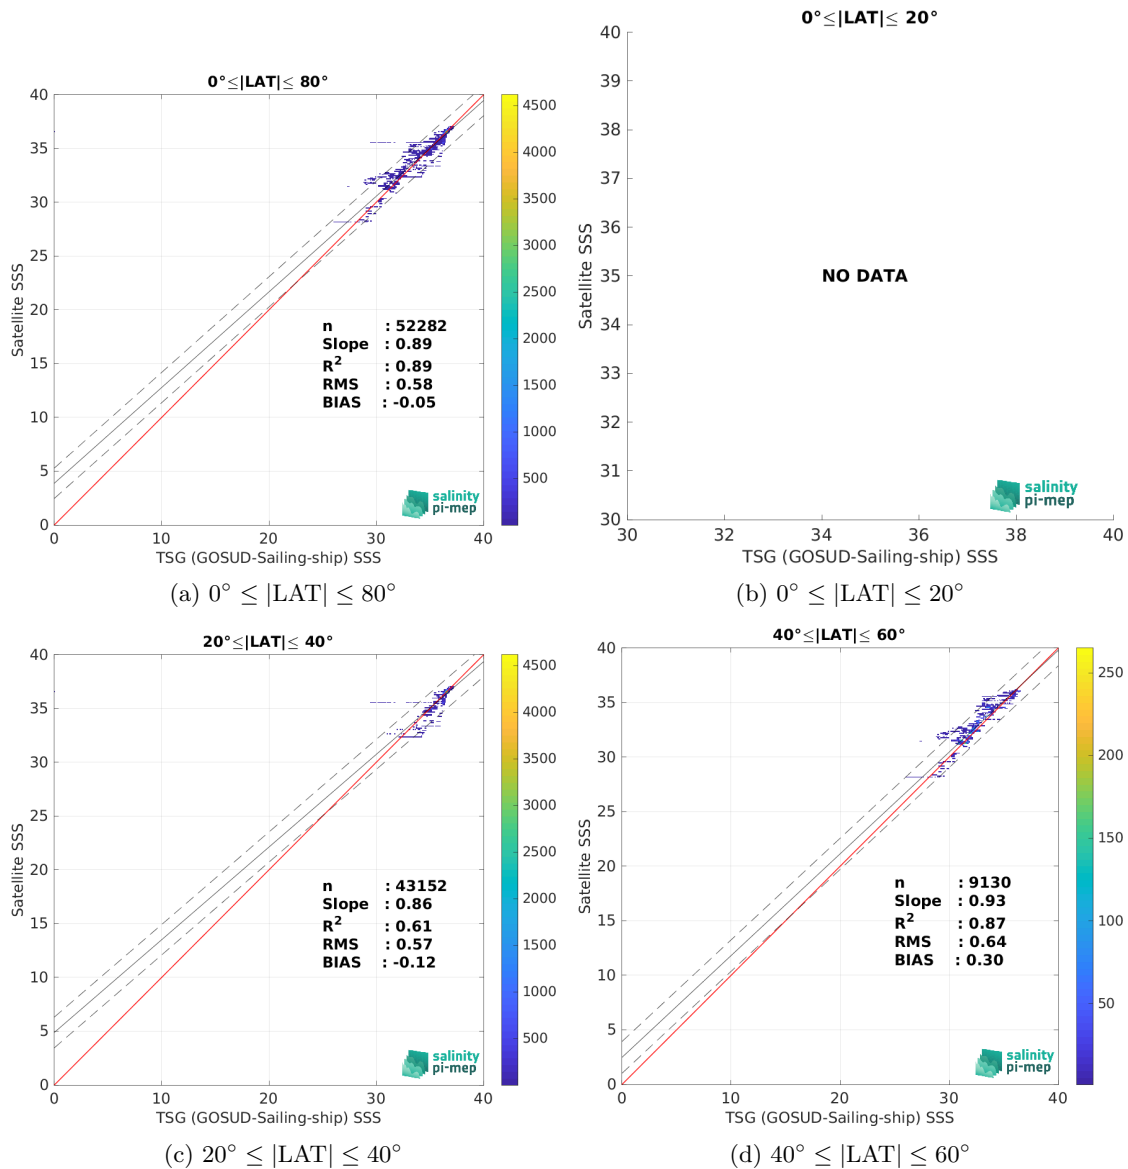 0°≤|LAT|≤ 80°
40
35
30
25
20
15
10
5
0
0
10
20
30
40
Satellite SSS
TSG (GOSUD-Sailing-ship) SSS
n : 52282
Slope : 0.89
R² : 0.89
RMS : 0.58
BIAS : -0.05
salinity
pi-mep
4500
4000
3500
3000
2500
2000
1500
1000
500
(a) 0° ≤ |LAT| ≤ 80°
0°≤|LAT|≤ 20°
40
39
38
37
36
35
34
33
32
31
30
30
32
34
36
38
40
Satellite SSS
TSG (GOSUD-Sailing-ship) SSS
NO DATA
salinity
pi-mep
(b) 0° ≤ |LAT| ≤ 20°
20°≤|LAT|≤ 40°
40
35
30
25
20
15
10
5
0
0
10
20
30
40
Satellite SSS
TSG (GOSUD-Sailing-ship) SSS
n : 43152
Slope : 0.86
R² : 0.61
RMS : 0.57
BIAS : -0.12
salinity
pi-mep
4500
4000
3500
3000
2500
2000
1500
1000
500
(c) 20° ≤ |LAT| ≤ 40°
40°≤|LAT|≤ 60°
40
35
30
25
20
15
10
5
0
0
10
20
30
40
Satellite SSS
TSG (GOSUD-Sailing-ship) SSS
n : 9130
Slope : 0.93
R² : 0.87
RMS : 0.64
BIAS : 0.30
salinity
pi-mep
250
200
150
100
50
(d) 40° ≤ |LAT| ≤ 60°